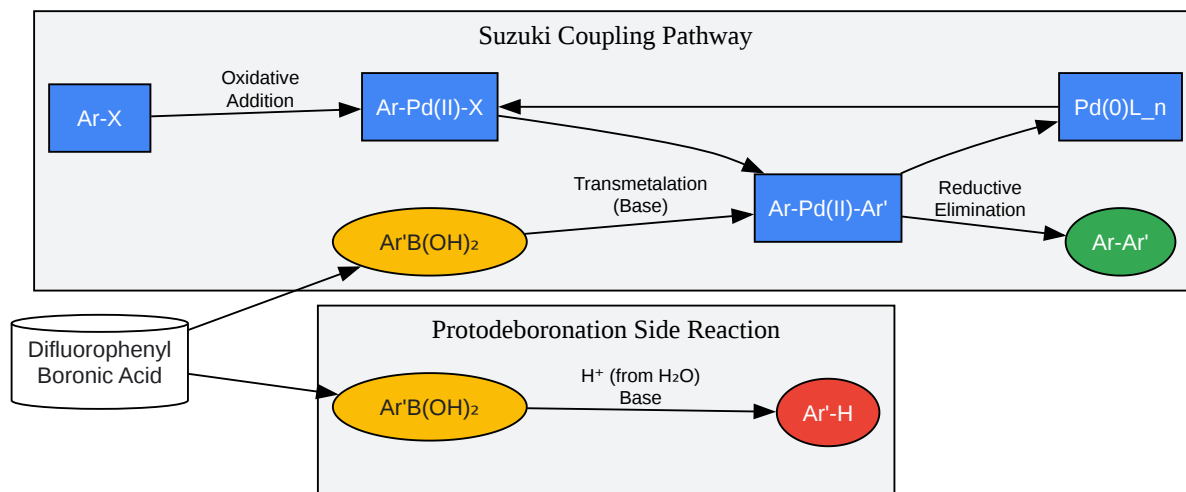 Suzuki Coupling Pathway
Oxidative
Addition
Ar-X
Ar-Pd(II)-X
Pd(0)L_n
Transmetalation
(Base)
Ar-Pd(II)-Ar'
Reductive
Elimination
Ar'B(OH)₂
Ar-Ar'
Difluorophenyl
Boronic Acid
Protodeboronation Side Reaction
H⁺ (from H₂O)
Base
Ar'B(OH)₂
Ar'-H